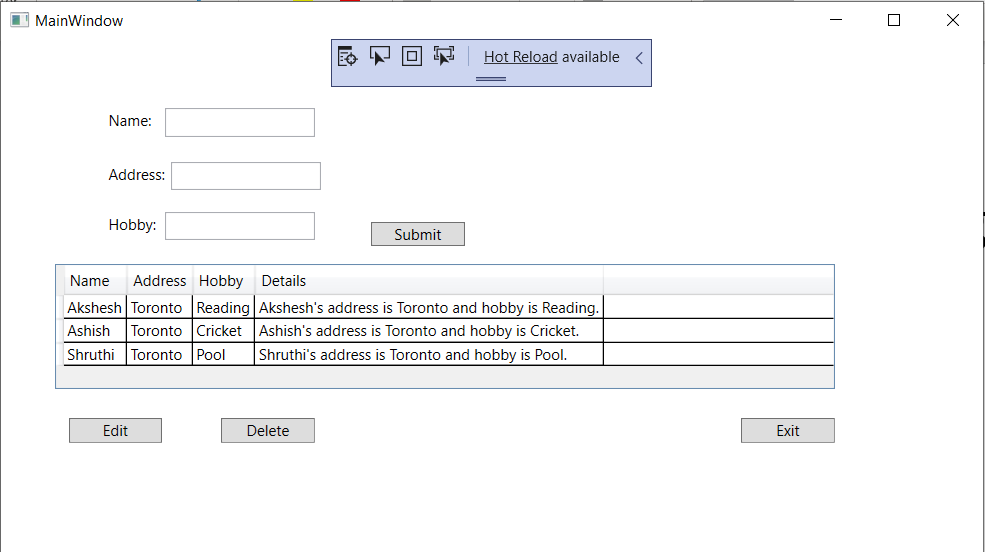 MainWindow
Hot Reload available
Name:
Address:
Hobby:
Submit
Name Address Hobby Details
Akshesh Toronto Reading Akshesh's address is Toronto and hobby is Reading.
Ashish Toronto Cricket Ashish's address is Toronto and hobby is Cricket.
Shruthi Toronto Pool Shruthi's address is Toronto and hobby is Pool.
Edit Delete Exit